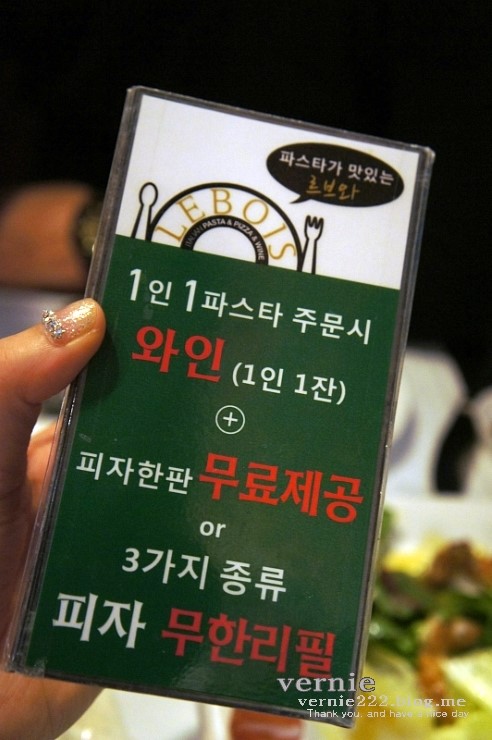 파스타가 맛있는
르브와
LEBOIS
PASTA & PIZZA & WINE
1인 1파스타 주문시
와인 (1인 1잔)
+
피자한판 무료제공
or
3가지 종류
피자 무한리필
vernie
vernie222.blog.me
Thank you, and have a nice day